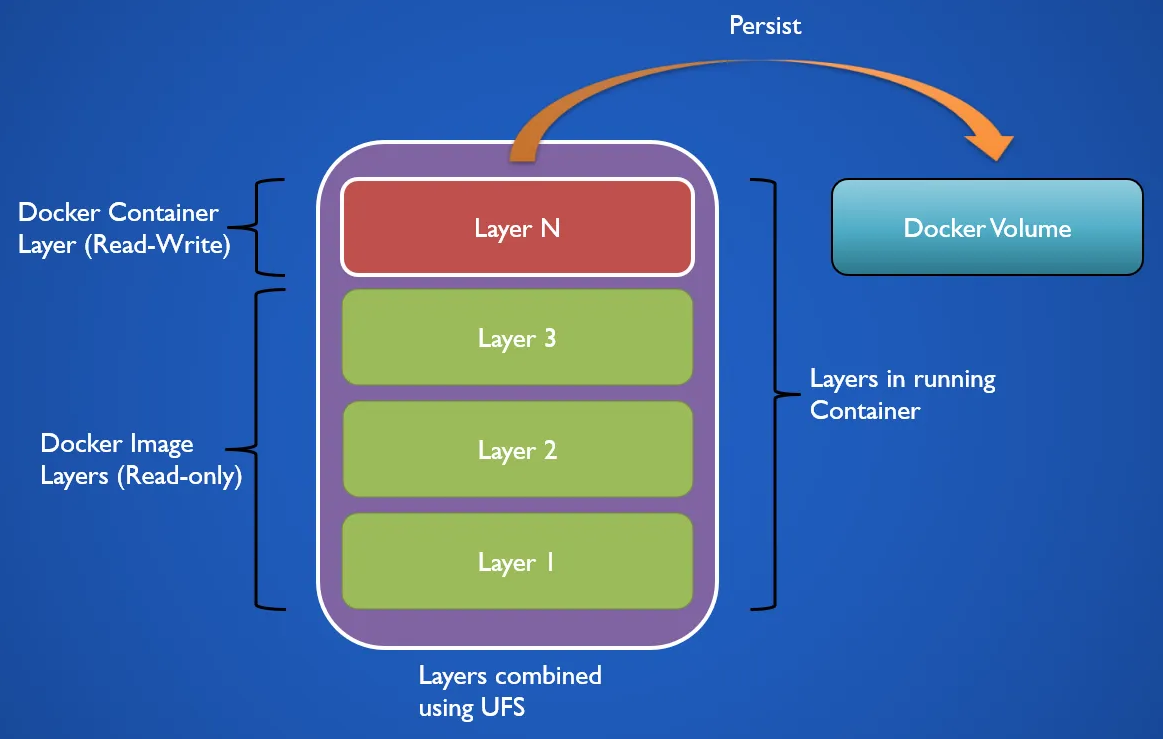 Persist
Docker Container
Layer (Read-Write)
Layer N
Docker Volume
Layer 3
Layers in running
Container
Docker Image
Layers (Read-only)
Layer 2
Layer 1
Layers combined
using UFS